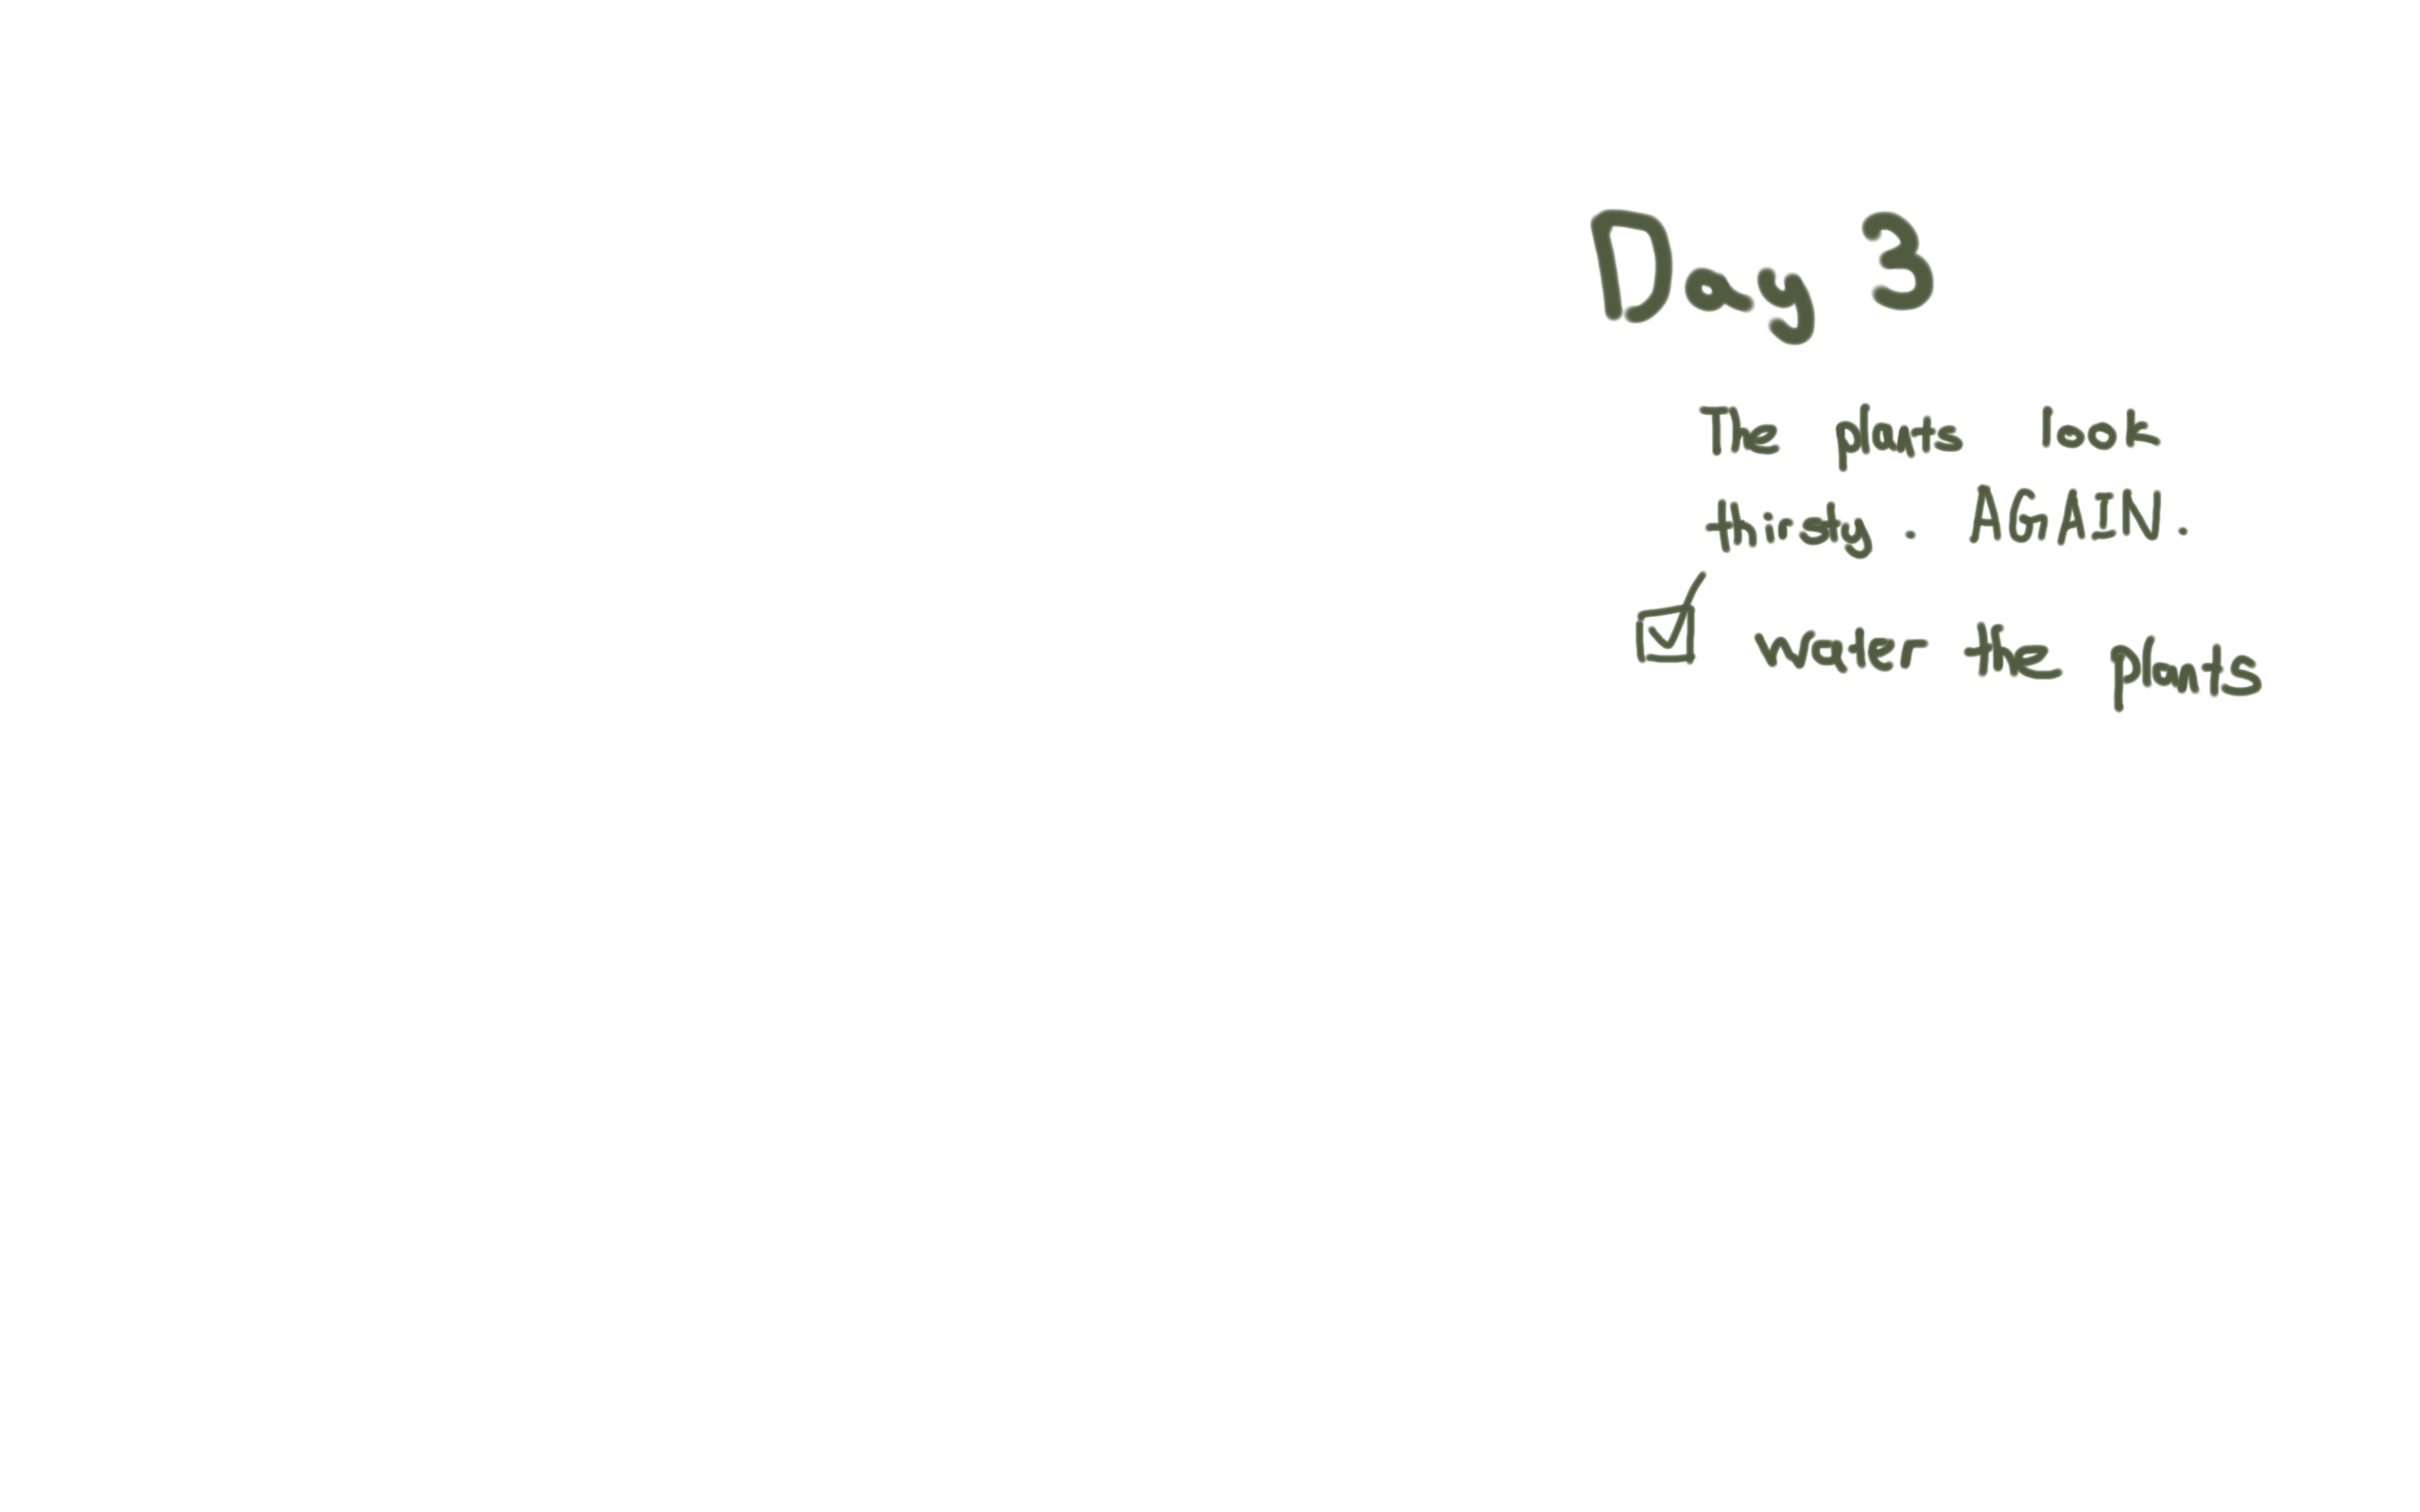 Day 3
The plants look
thirsty. AGAIN.
☑ water the plants